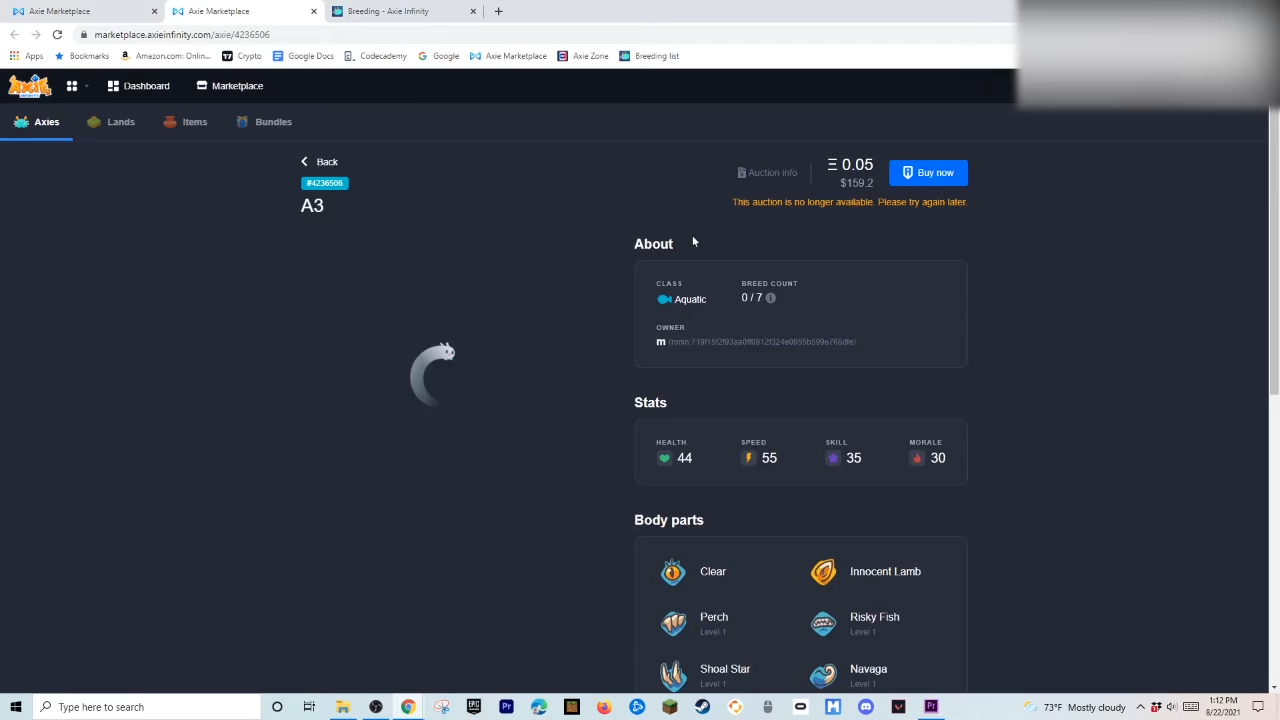 Axie Marketplace
Axie Marketplace
Breeding - Axie Infinity
marketplace.axieinfinity.com/axie/4236506
Apps
Bookmarks
Amazon.com: Onlin...
Crypto
Google Docs
Codecademy
Google
Axie Marketplace
Axie Zone
Breeding list
AXIE
Dashboard
Marketplace
Axies
Lands
Items
Bundles
Back
#4236506
A3
Auction info
Ξ 0.05
$159.2
Buy now
This auction is no longer available. Please try again later.
About
CLASS
BREED COUNT
Aquatic
0 / 7
OWNER
m
Stats
HEALTH
SPEED
SKILL
MORALE
44
55
35
30
Body parts
Clear
Innocent Lamb
Perch
Level 1
Risky Fish
Level 1
Shoal Star
Level 1
Navaga
Level 1
Type here to search
73°F Mostly cloudy
1:12 PM
8/22/2021